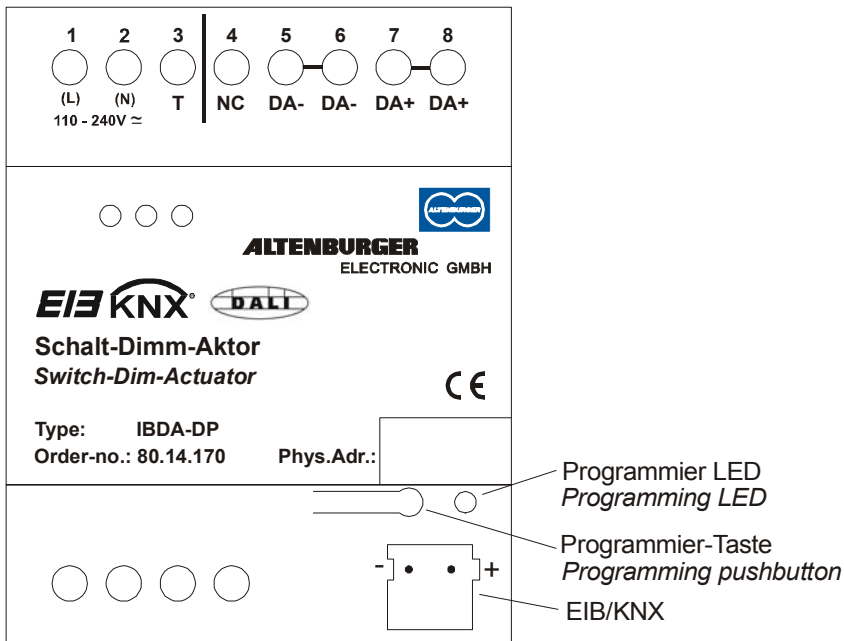 1 2 3 4 5 6 7 8
(L) (N) T NC DA- DA- DA+ DA+
110 - 240V ≃
ALTENBURGER
ALTENBURGER
ELECTRONIC GMBH
EIB KNX® DALI
Schalt-Dimm-Aktor
Switch-Dim-Actuator
CE
Type: IBDA-DP
Order-no.: 80.14.170 Phys.Adr.:
Programmier LED
Programming LED
Programmier-Taste
Programming pushbutton
- +
EIB/KNX